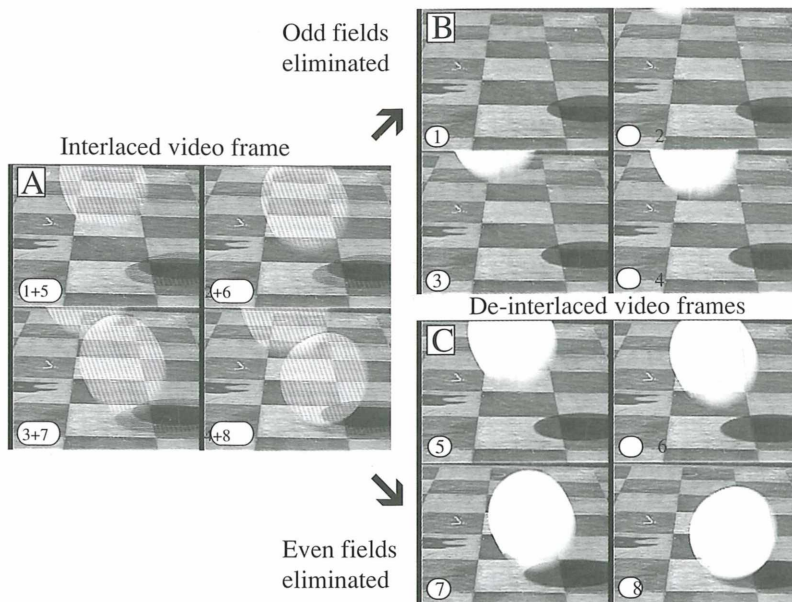 Odd fields
eliminated
B
1
2
3
4
Interlaced video frame
A
1+5
2+6
3+7
4+8
De-interlaced video frames
C
5
6
7
8
Even fields
eliminated